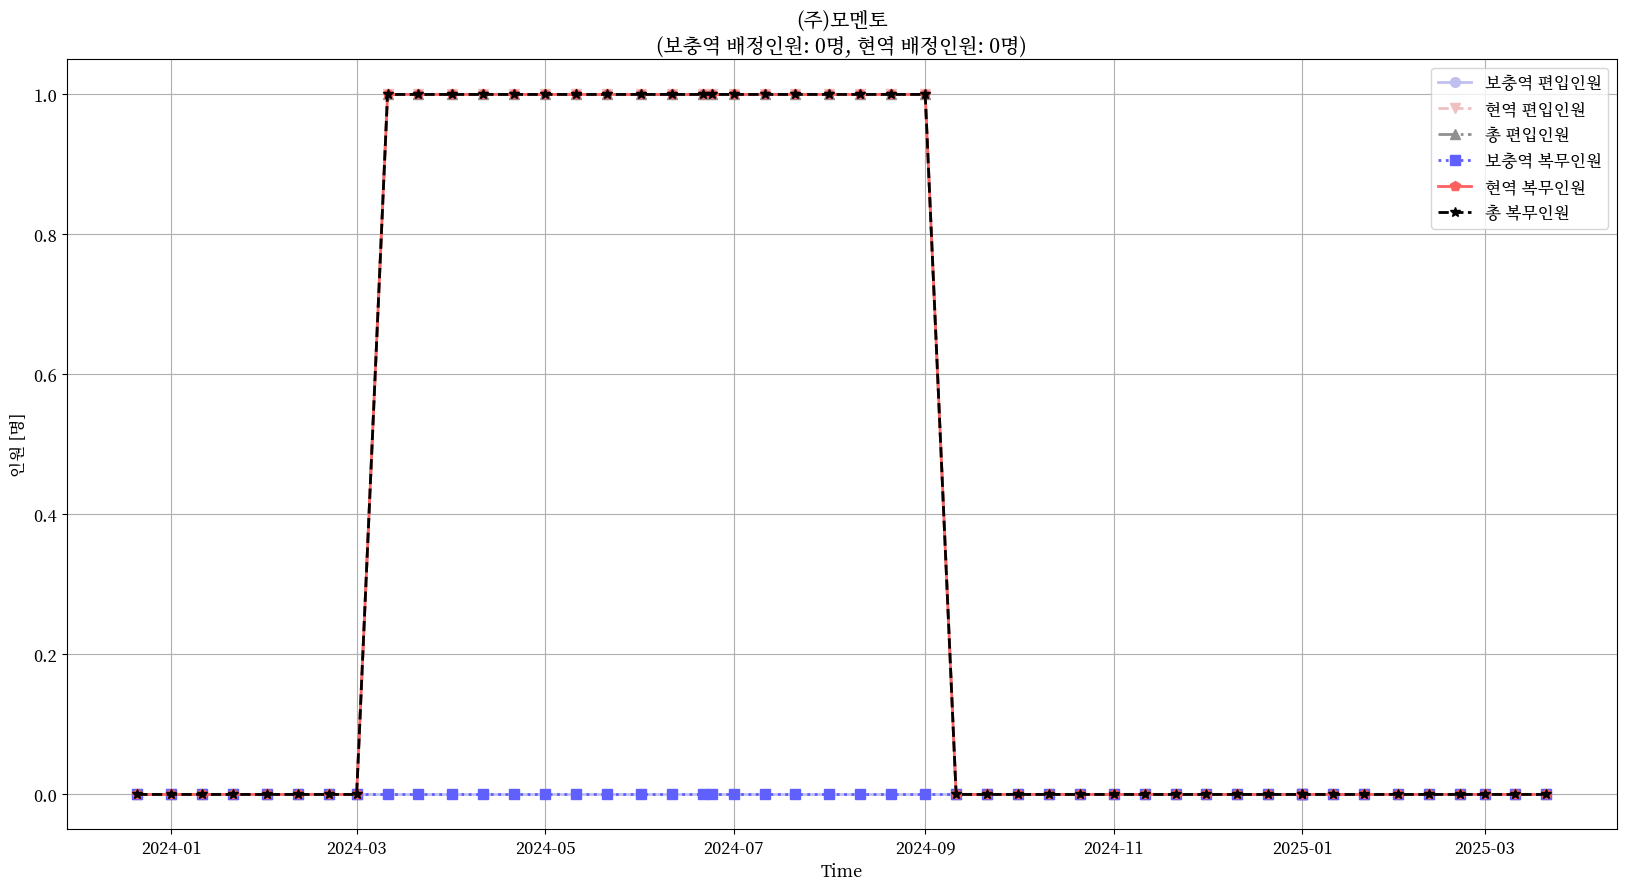 (주)모멘토
(보충역 배정인원: 0명, 현역 배정인원: 0명)
보충역 편입인원
현역 편입인원
총 편입인원
보충역 복무인원
현역 복무인원
총 복무인원
1.0
0.8
0.6
0.4
0.2
0.0
인원 [명]
2024-01
2024-03
2024-05
2024-07
2024-09
2024-11
2025-01
2025-03
Time